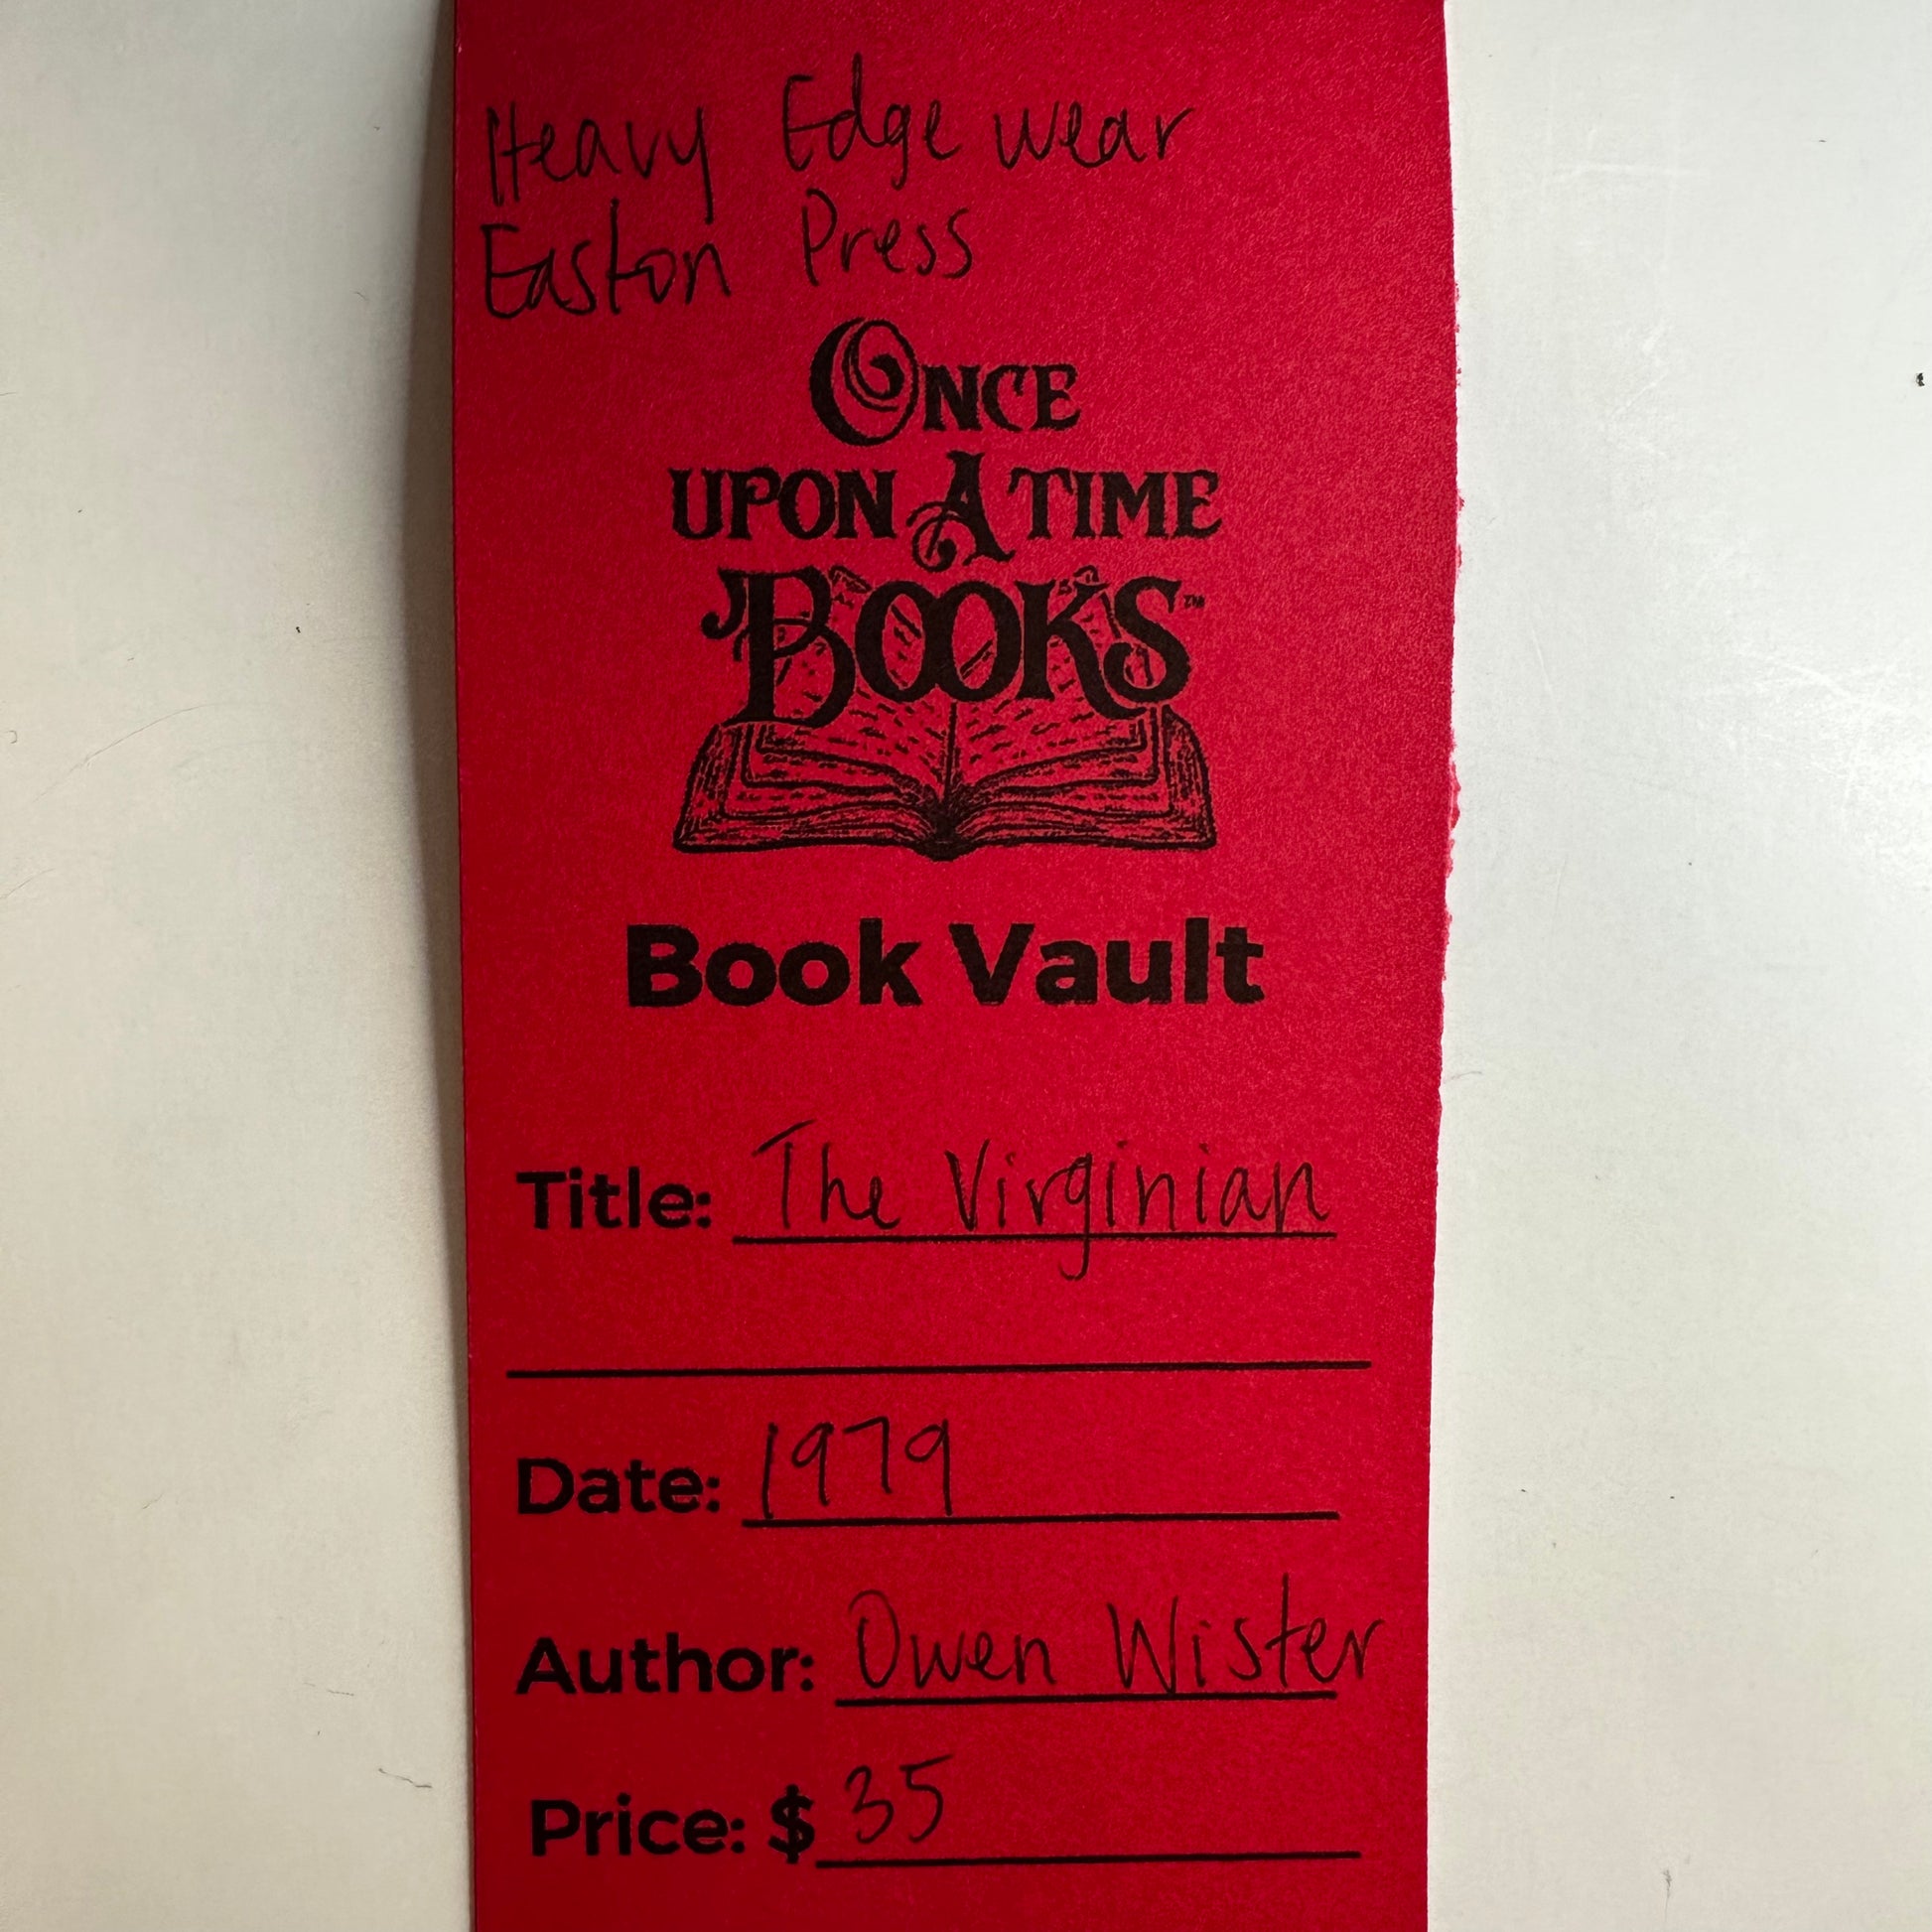 Heavy Edge wear
Easton Press
ONCE
UPON A TIME
BOOKS™
Book Vault
Title: The Virginian
Date: 1979
Author: Owen Wister
Price: $35